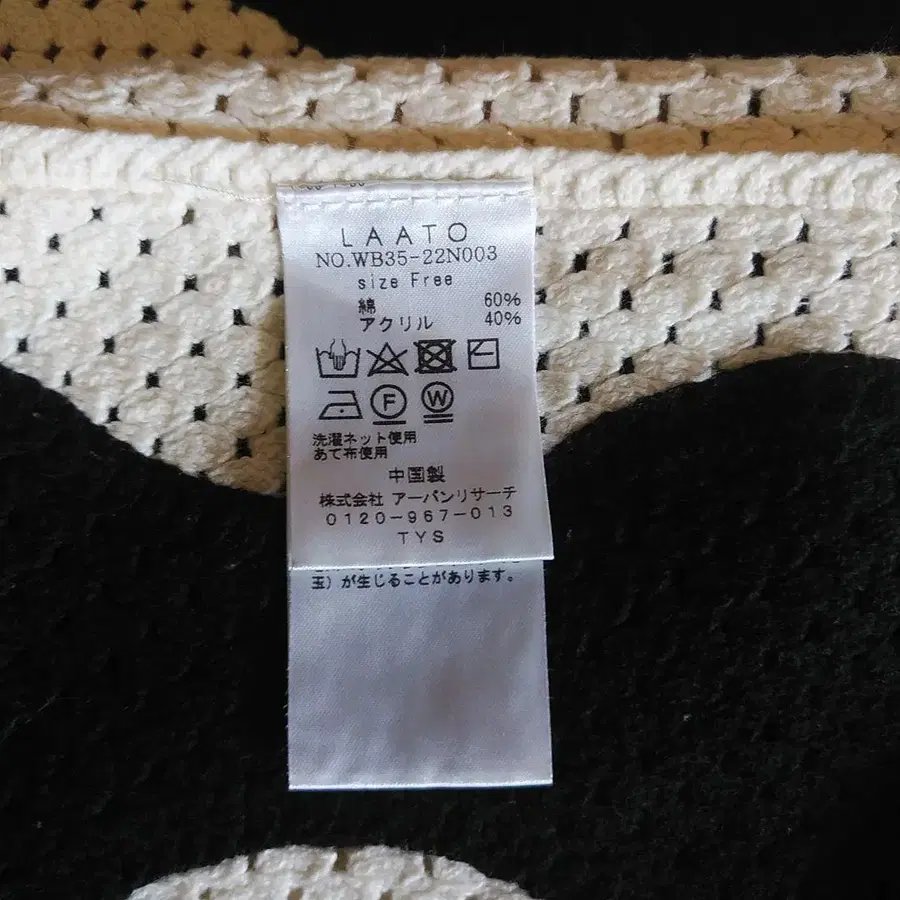 LAATO
NO.WB35-22N003
size Free
綿 60%
アクリル 40%
F W
洗濯ネット使用
あて布使用
中国製
株式会社 アーバンリサーチ
0120-967-013
TYS
玉）が生じることがあります。